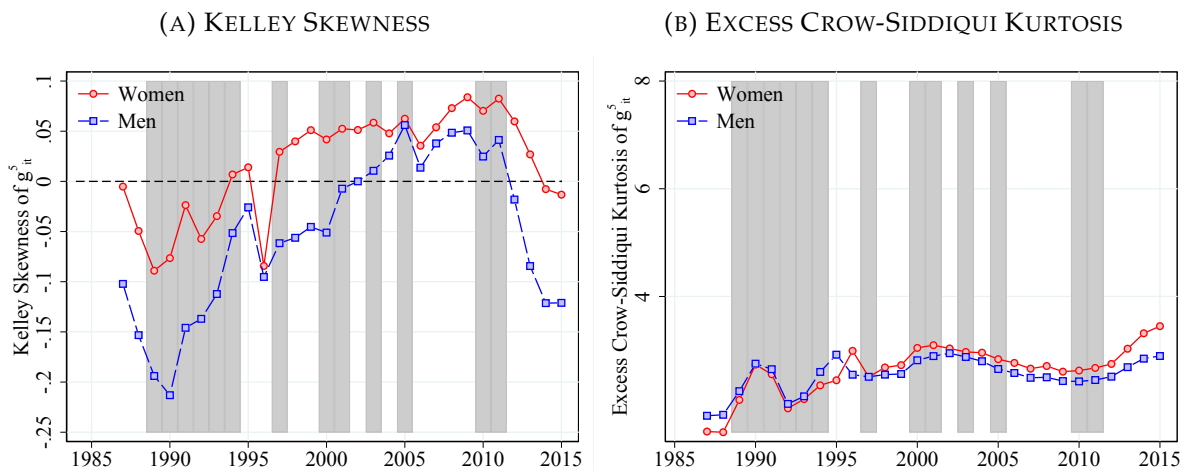 (A) KELLEY SKEWNESS
Kelley Skewness of g⁵ᵢₜ
.1
.05
0
-.05
-.1
-.15
-.2
-.25
Women
Men
1985 1990 1995 2000 2005 2010 2015
(B) EXCESS CROW-SIDDIQUI KURTOSIS
Excess Crow-Siddiqui Kurtosis of g⁵ᵢₜ
8
6
4
Women
Men
1985 1990 1995 2000 2005 2010 2015